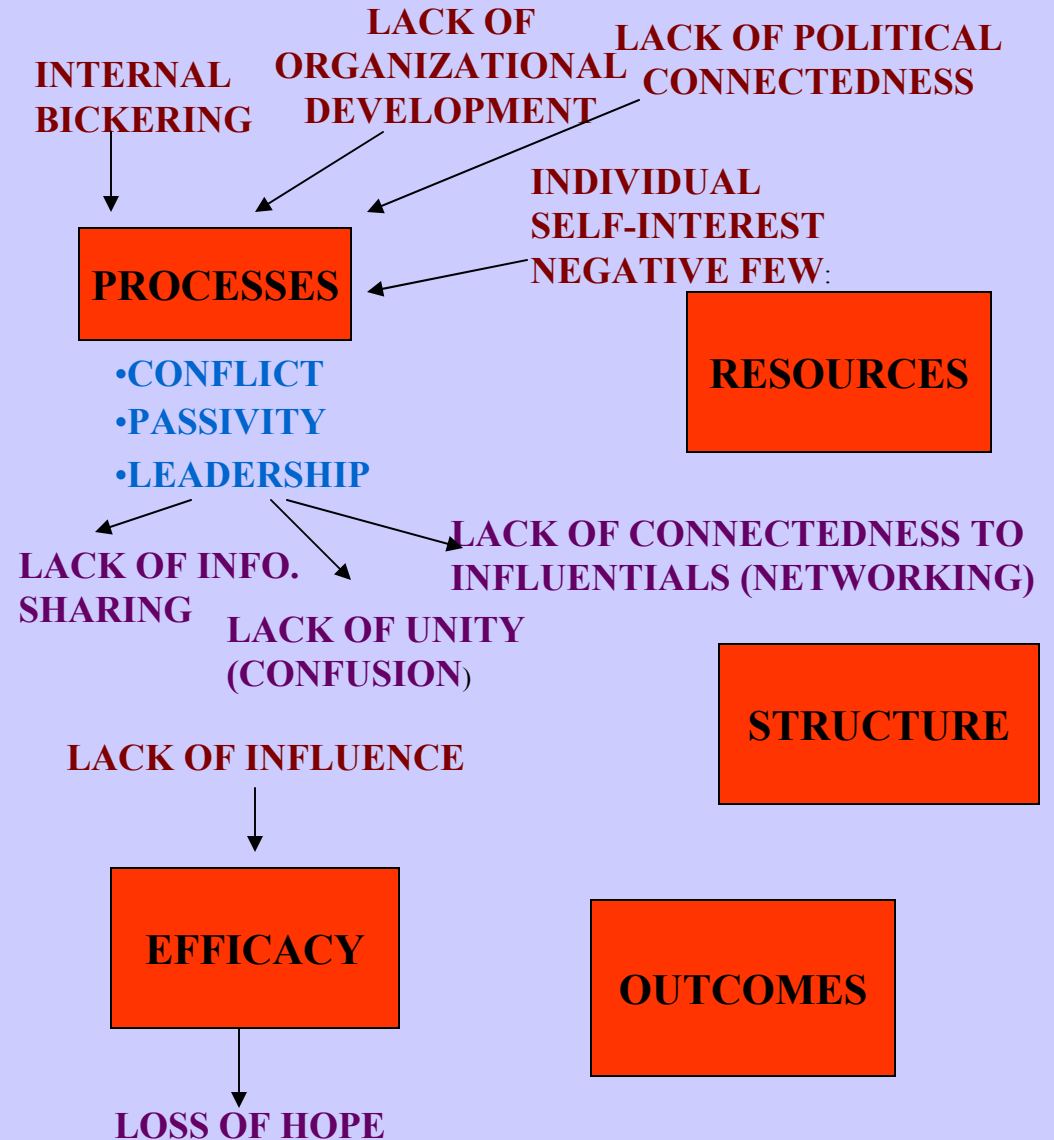 INTERNAL
BICKERING
LACK OF
ORGANIZATIONAL
DEVELOPMENT
LACK OF POLITICAL
CONNECTEDNESS
INDIVIDUAL
SELF-INTEREST
NEGATIVE FEW:
PROCESSES
RESOURCES
•CONFLICT
•PASSIVITY
•LEADERSHIP
LACK OF INFO.
SHARING
LACK OF UNITY
(CONFUSION)
LACK OF CONNECTEDNESS TO
INFLUENTIALS (NETWORKING)
STRUCTURE
LACK OF INFLUENCE
EFFICACY
OUTCOMES
LOSS OF HOPE